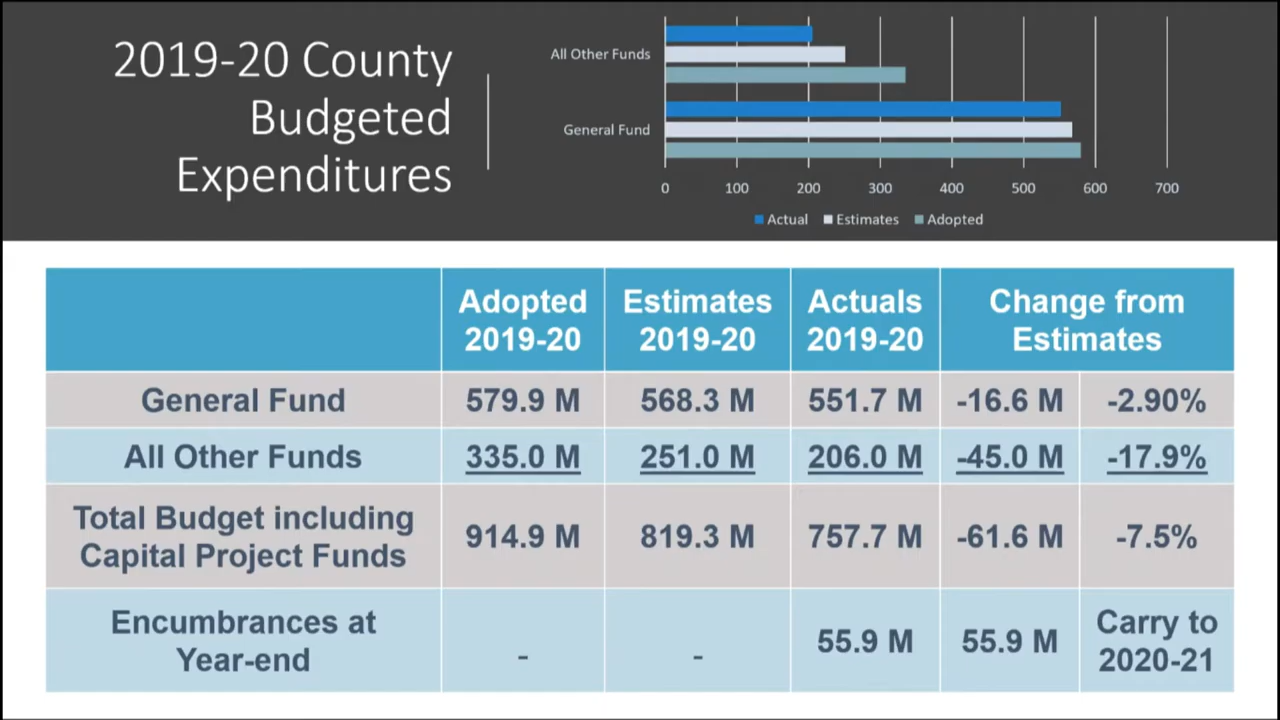 2019-20 County
Budgeted
Expenditures
All Other Funds
General Fund
0 100 200 300 400 500 600 700
Actual Estimates Adopted
Adopted 2019-20 Estimates 2019-20 Actuals 2019-20 Change from Estimates
General Fund 579.9 M 568.3 M 551.7 M -16.6 M -2.90%
All Other Funds 335.0 M 251.0 M 206.0 M -45.0 M -17.9%
Total Budget including Capital Project Funds 914.9 M 819.3 M 757.7 M -61.6 M -7.5%
Encumbrances at Year-end - - 55.9 M 55.9 M Carry to 2020-21